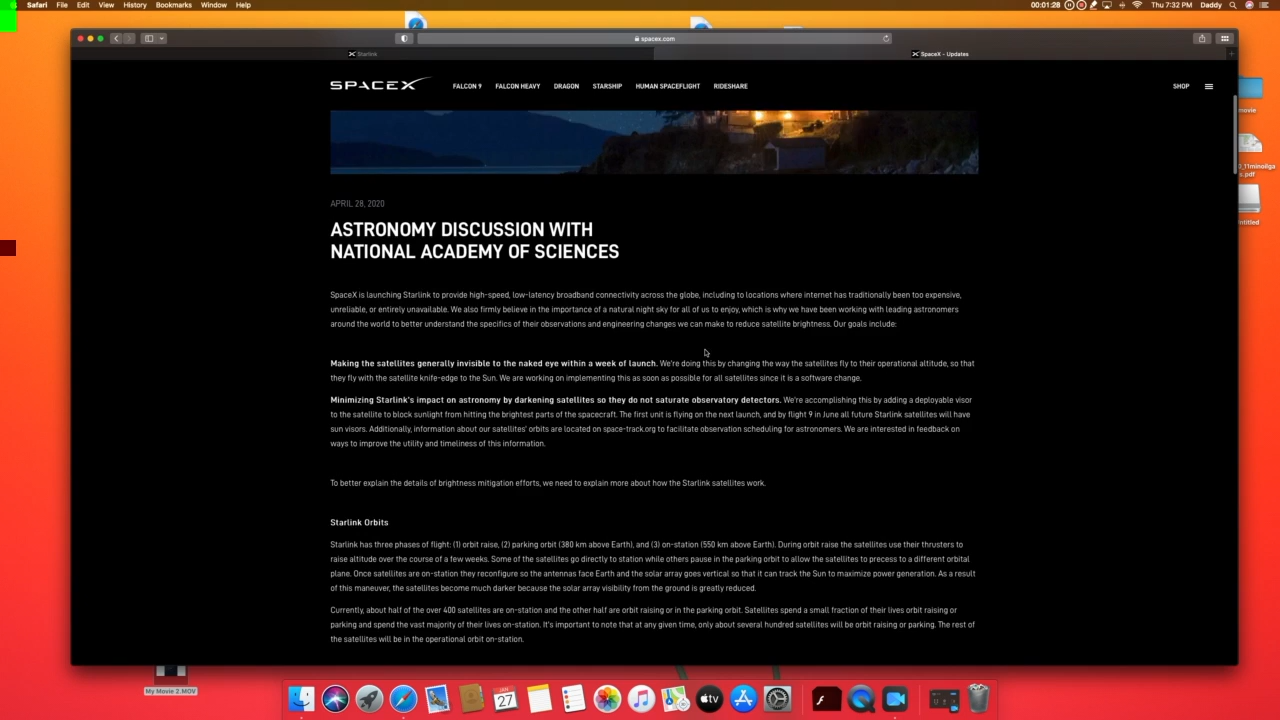 Safari File Edit View History Bookmarks Window Help 00:01:28 Thu 7:32 PM Daddy
spacex.com
Starlink SpaceX - Updates
SPACEX FALCON 9 FALCON HEAVY DRAGON STARSHIP HUMAN SPACEFLIGHT RIDESHARE SHOP
APRIL 28, 2020
ASTRONOMY DISCUSSION WITH
NATIONAL ACADEMY OF SCIENCES
SpaceX is launching Starlink to provide high-speed, low-latency broadband connectivity across the globe, including to locations where internet has traditionally been too expensive,
unreliable, or entirely unavailable. We also firmly believe in the importance of a natural night sky for all of us to enjoy, which is why we have been working with leading astronomers
around the world to better understand the specifics of their observations and engineering changes we can make to reduce satellite brightness. Our goals include:
Making the satellites generally invisible to the naked eye within a week of launch. We're doing this by changing the way the satellites fly to their operational altitude, so that
they fly with the satellite knife-edge to the Sun. We are working on implementing this as soon as possible for all satellites since it is a software change.
Minimizing Starlink's impact on astronomy by darkening satellites so they do not saturate observatory detectors. We're accomplishing this by adding a deployable visor
to the satellite to block sunlight from hitting the brightest parts of the spacecraft. The first unit is flying on the next launch, and by flight 9 in June all future Starlink satellites will have
sun visors. Additionally, information about our satellites' orbits are located on space-track.org to facilitate observation scheduling for astronomers. We are interested in feedback on
ways to improve the utility and timeliness of this information.
To better explain the details of brightness mitigation efforts, we need to explain more about how the Starlink satellites work.
Starlink Orbits
Starlink has three phases of flight: (1) orbit raise, (2) parking orbit (380 km above Earth), and (3) on-station (550 km above Earth). During orbit raise the satellites use their thrusters to
raise altitude over the course of a few weeks. Some of the satellites go directly to station while others pause in the parking orbit to allow the satellites to precess to a different orbital
plane. Once satellites are on-station they reconfigure so the antennas face Earth and the solar array goes vertical so that it can track the Sun to maximize power generation. As a result
of this maneuver, the satellites become much darker because the solar array visibility from the ground is greatly reduced.
Currently, about half of the over 400 satellites are on-station and the other half are orbit raising or in the parking orbit. Satellites spend a small fraction of their lives orbit raising or
parking and spend the vast majority of their lives on-station. It's important to note that at any given time, only about several hundred satellites will be orbit raising or parking. The rest of
the satellites will be in the operational orbit on-station.
My Movie 2.MOV
JAN
27
tv